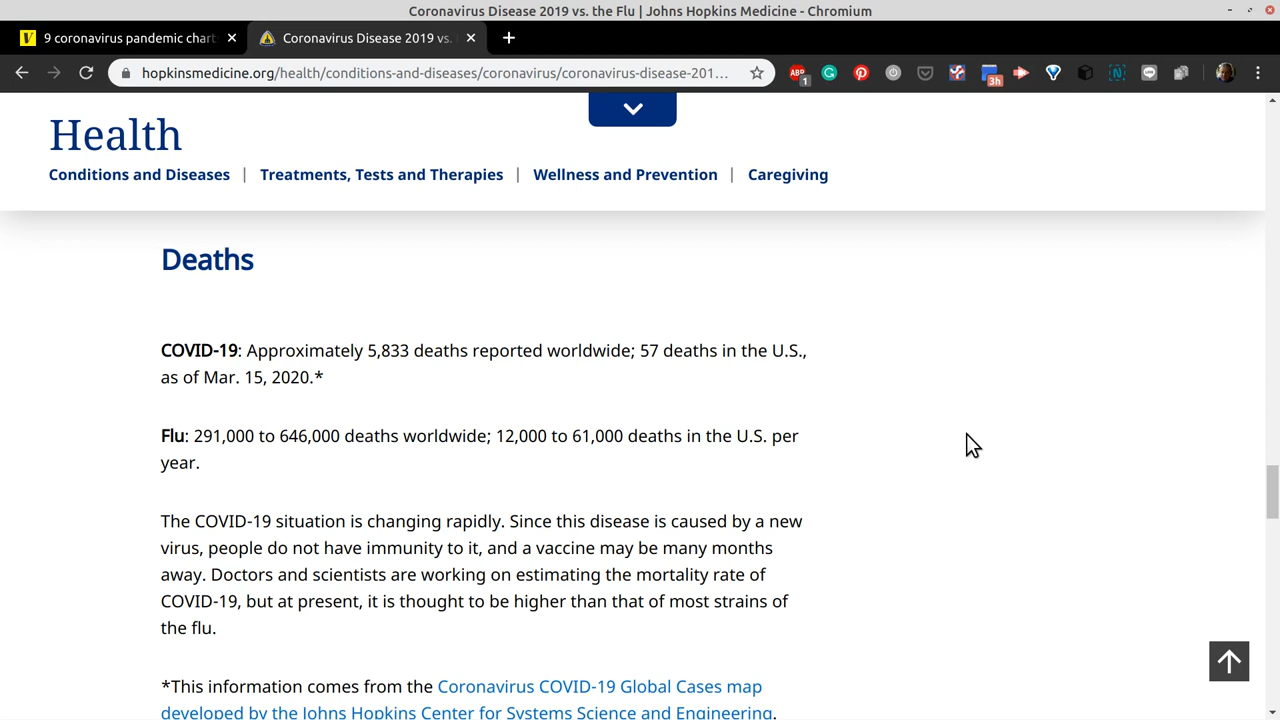 Coronavirus Disease 2019 vs. the Flu | Johns Hopkins Medicine - Chromium
9 coronavirus pandemic chart
Coronavirus Disease 2019 vs.
hopkinsmedicine.org/health/conditions-and-diseases/coronavirus/coronavirus-disease-201...
ABP
1
3h
Health
Conditions and Diseases | Treatments, Tests and Therapies | Wellness and Prevention | Caregiving
Deaths
COVID-19: Approximately 5,833 deaths reported worldwide; 57 deaths in the U.S.,
as of Mar. 15, 2020.*
Flu: 291,000 to 646,000 deaths worldwide; 12,000 to 61,000 deaths in the U.S. per
year.
The COVID-19 situation is changing rapidly. Since this disease is caused by a new
virus, people do not have immunity to it, and a vaccine may be many months
away. Doctors and scientists are working on estimating the mortality rate of
COVID-19, but at present, it is thought to be higher than that of most strains of
the flu.
*This information comes from the Coronavirus COVID-19 Global Cases map
developed by the Johns Hopkins Center for Systems Science and Engineering.